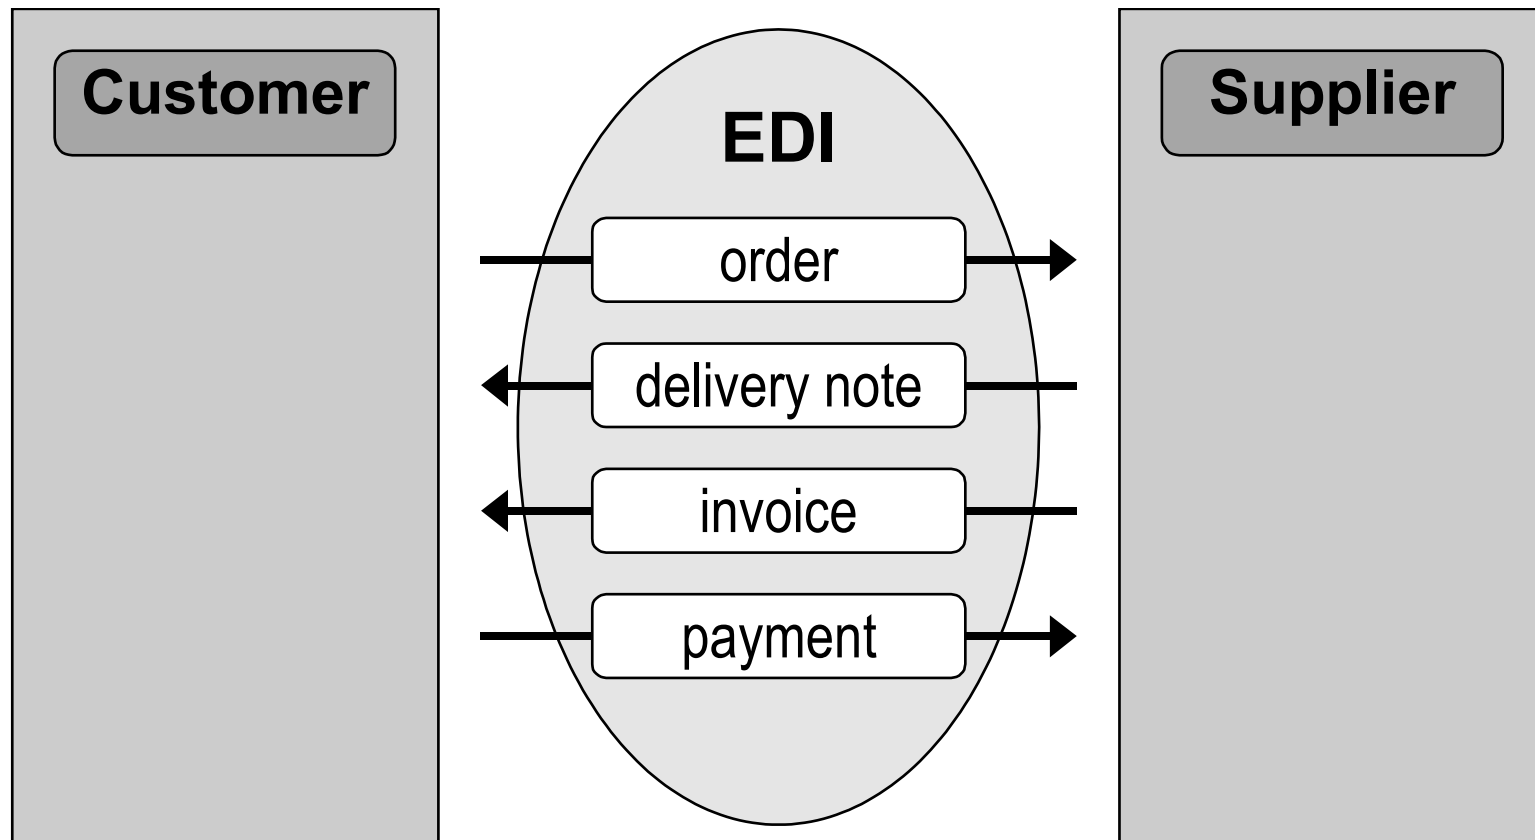 Customer
EDI
Supplier
order
delivery note
invoice
payment